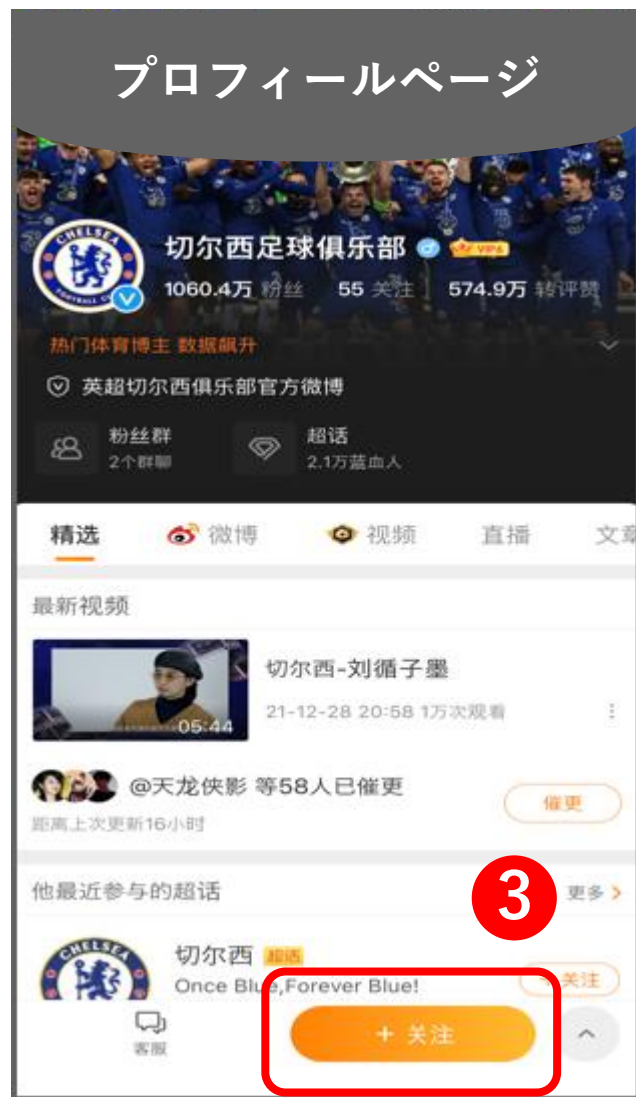 プロフィールページ
切尔西足球俱乐部 VIP6
1060.4万 粉丝 55 关注 574.9万 转评赞
热门体育博主 数据飙升
英超切尔西俱乐部官方微博
粉丝群
2个群聊
超话
2.1万蓝血人
精选 微博 视频 直播 文章
最新视频
切尔西-刘循子墨
21-12-28 20:58 1万次观看
05:44
@天龙侠影 等58人已催更
催更
距离上次更新16小时
他最近参与的超话
3
更多
CHELSEA
切尔西 超话
Once Blue,Forever Blue!
关注
客服
+ 关注